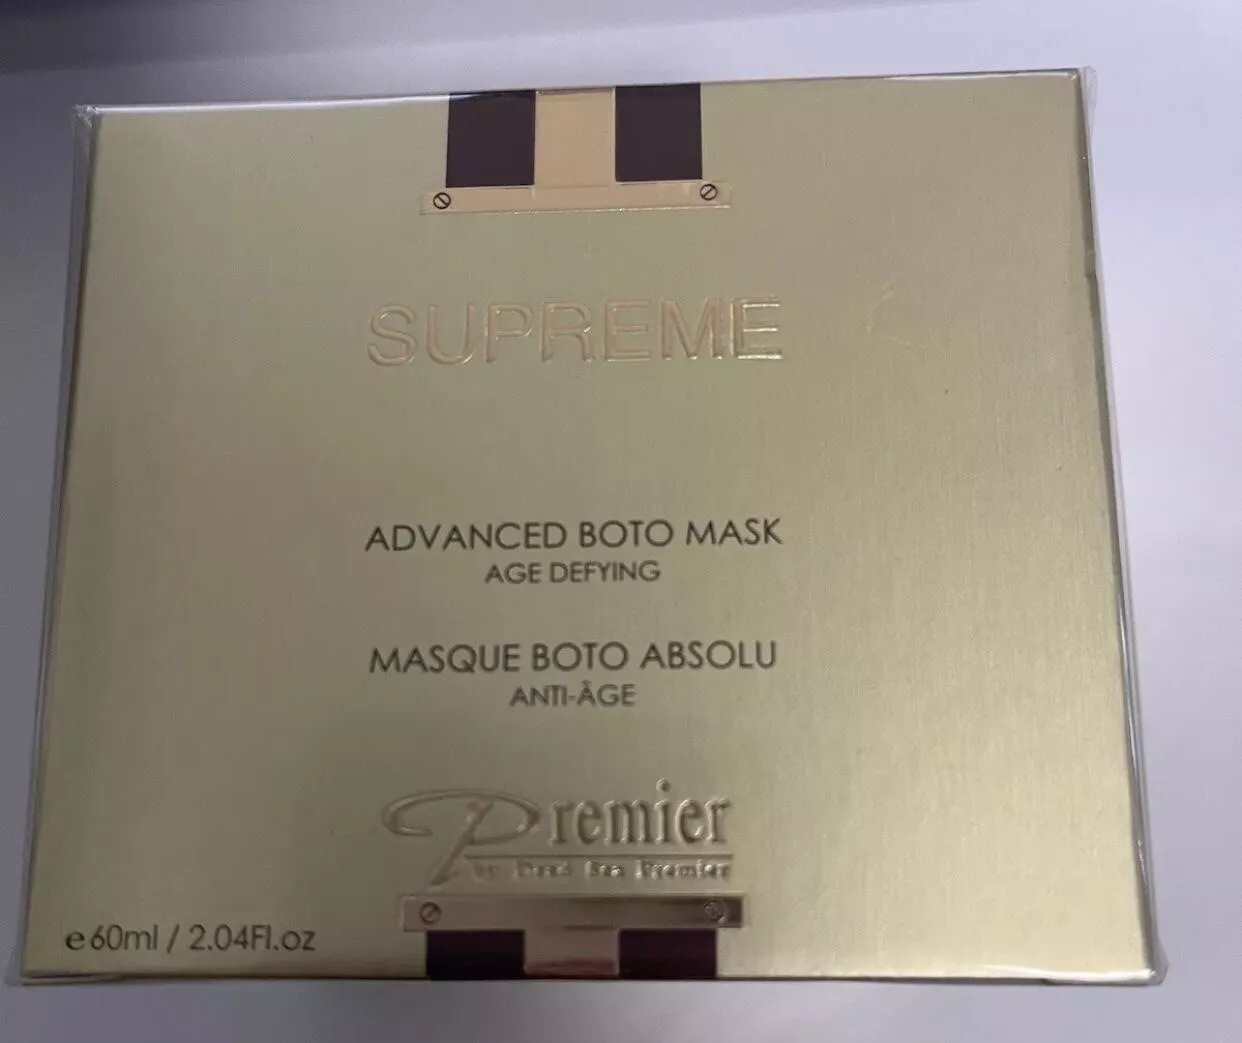 SUPREME
ADVANCED BOTO MASK
AGE DEFYING
MASQUE BOTO ABSOLU
ANTI-ÂGE
Premier
by Dead Sea Premier
e 60ml / 2.04Fl.oz